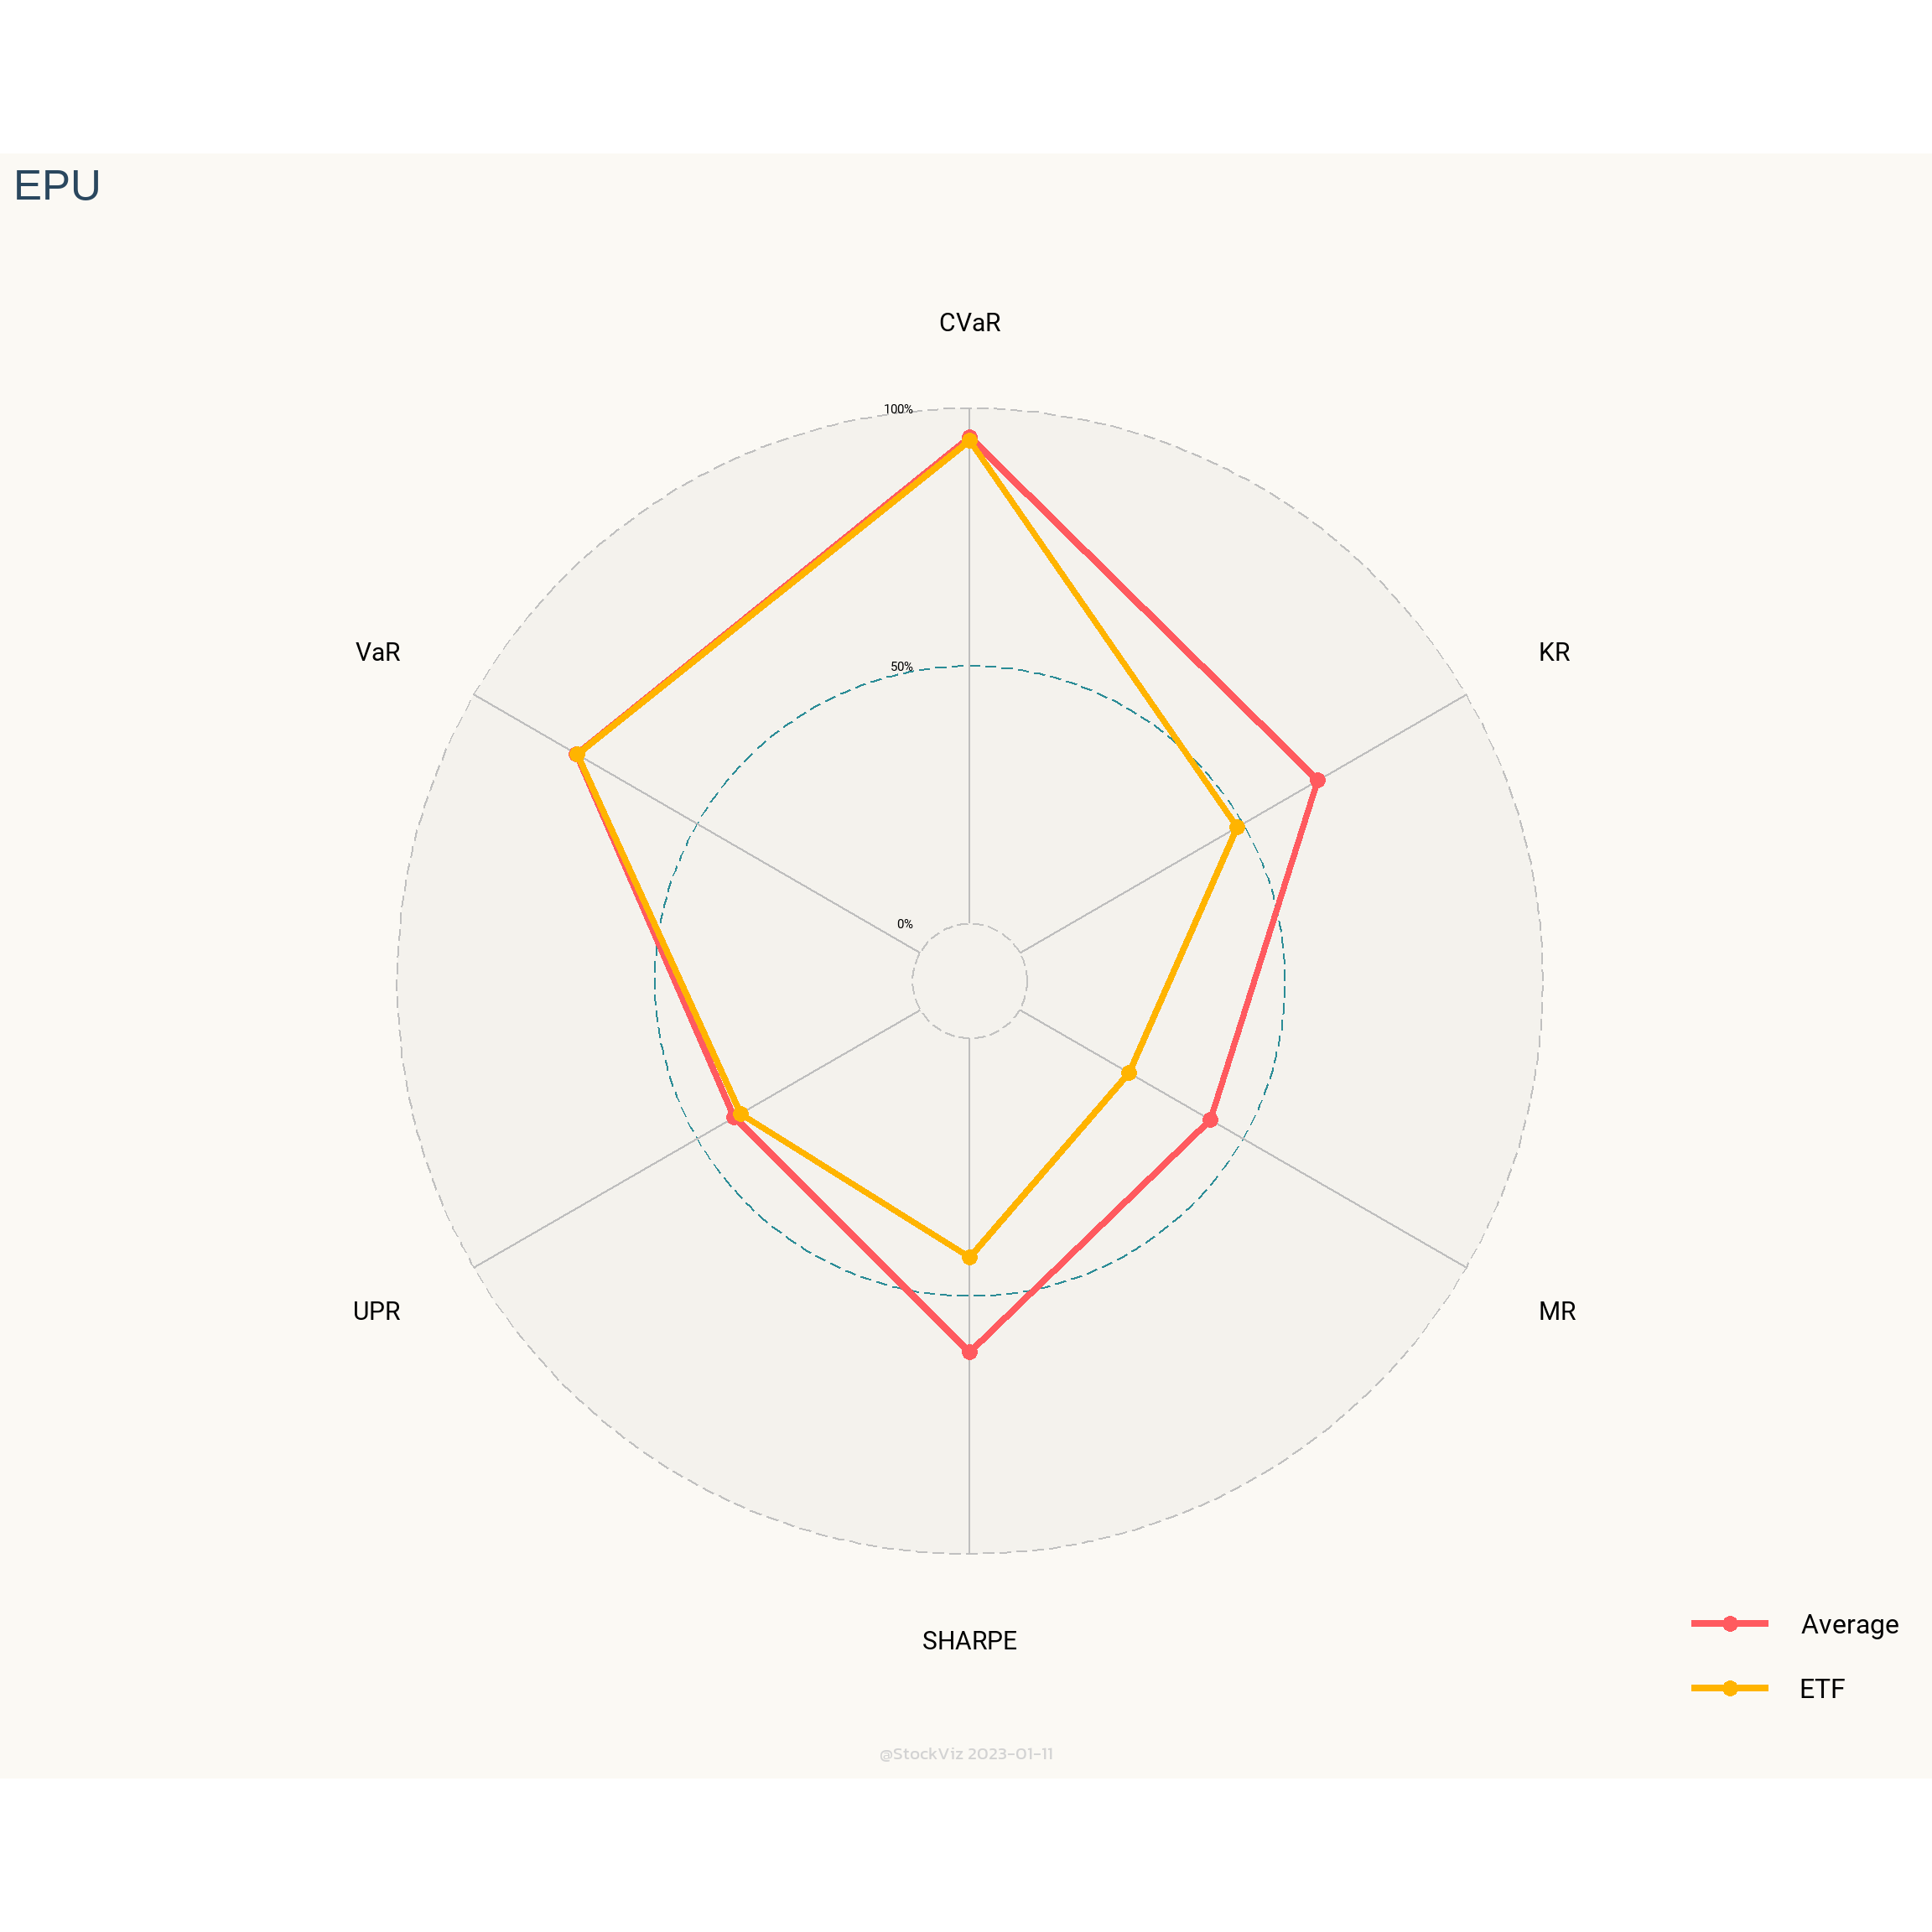 EPU
CVaR
100%
VaR
KR
50%
0%
UPR
MR
SHARPE
Average
ETF
@StockViz 2023-01-11